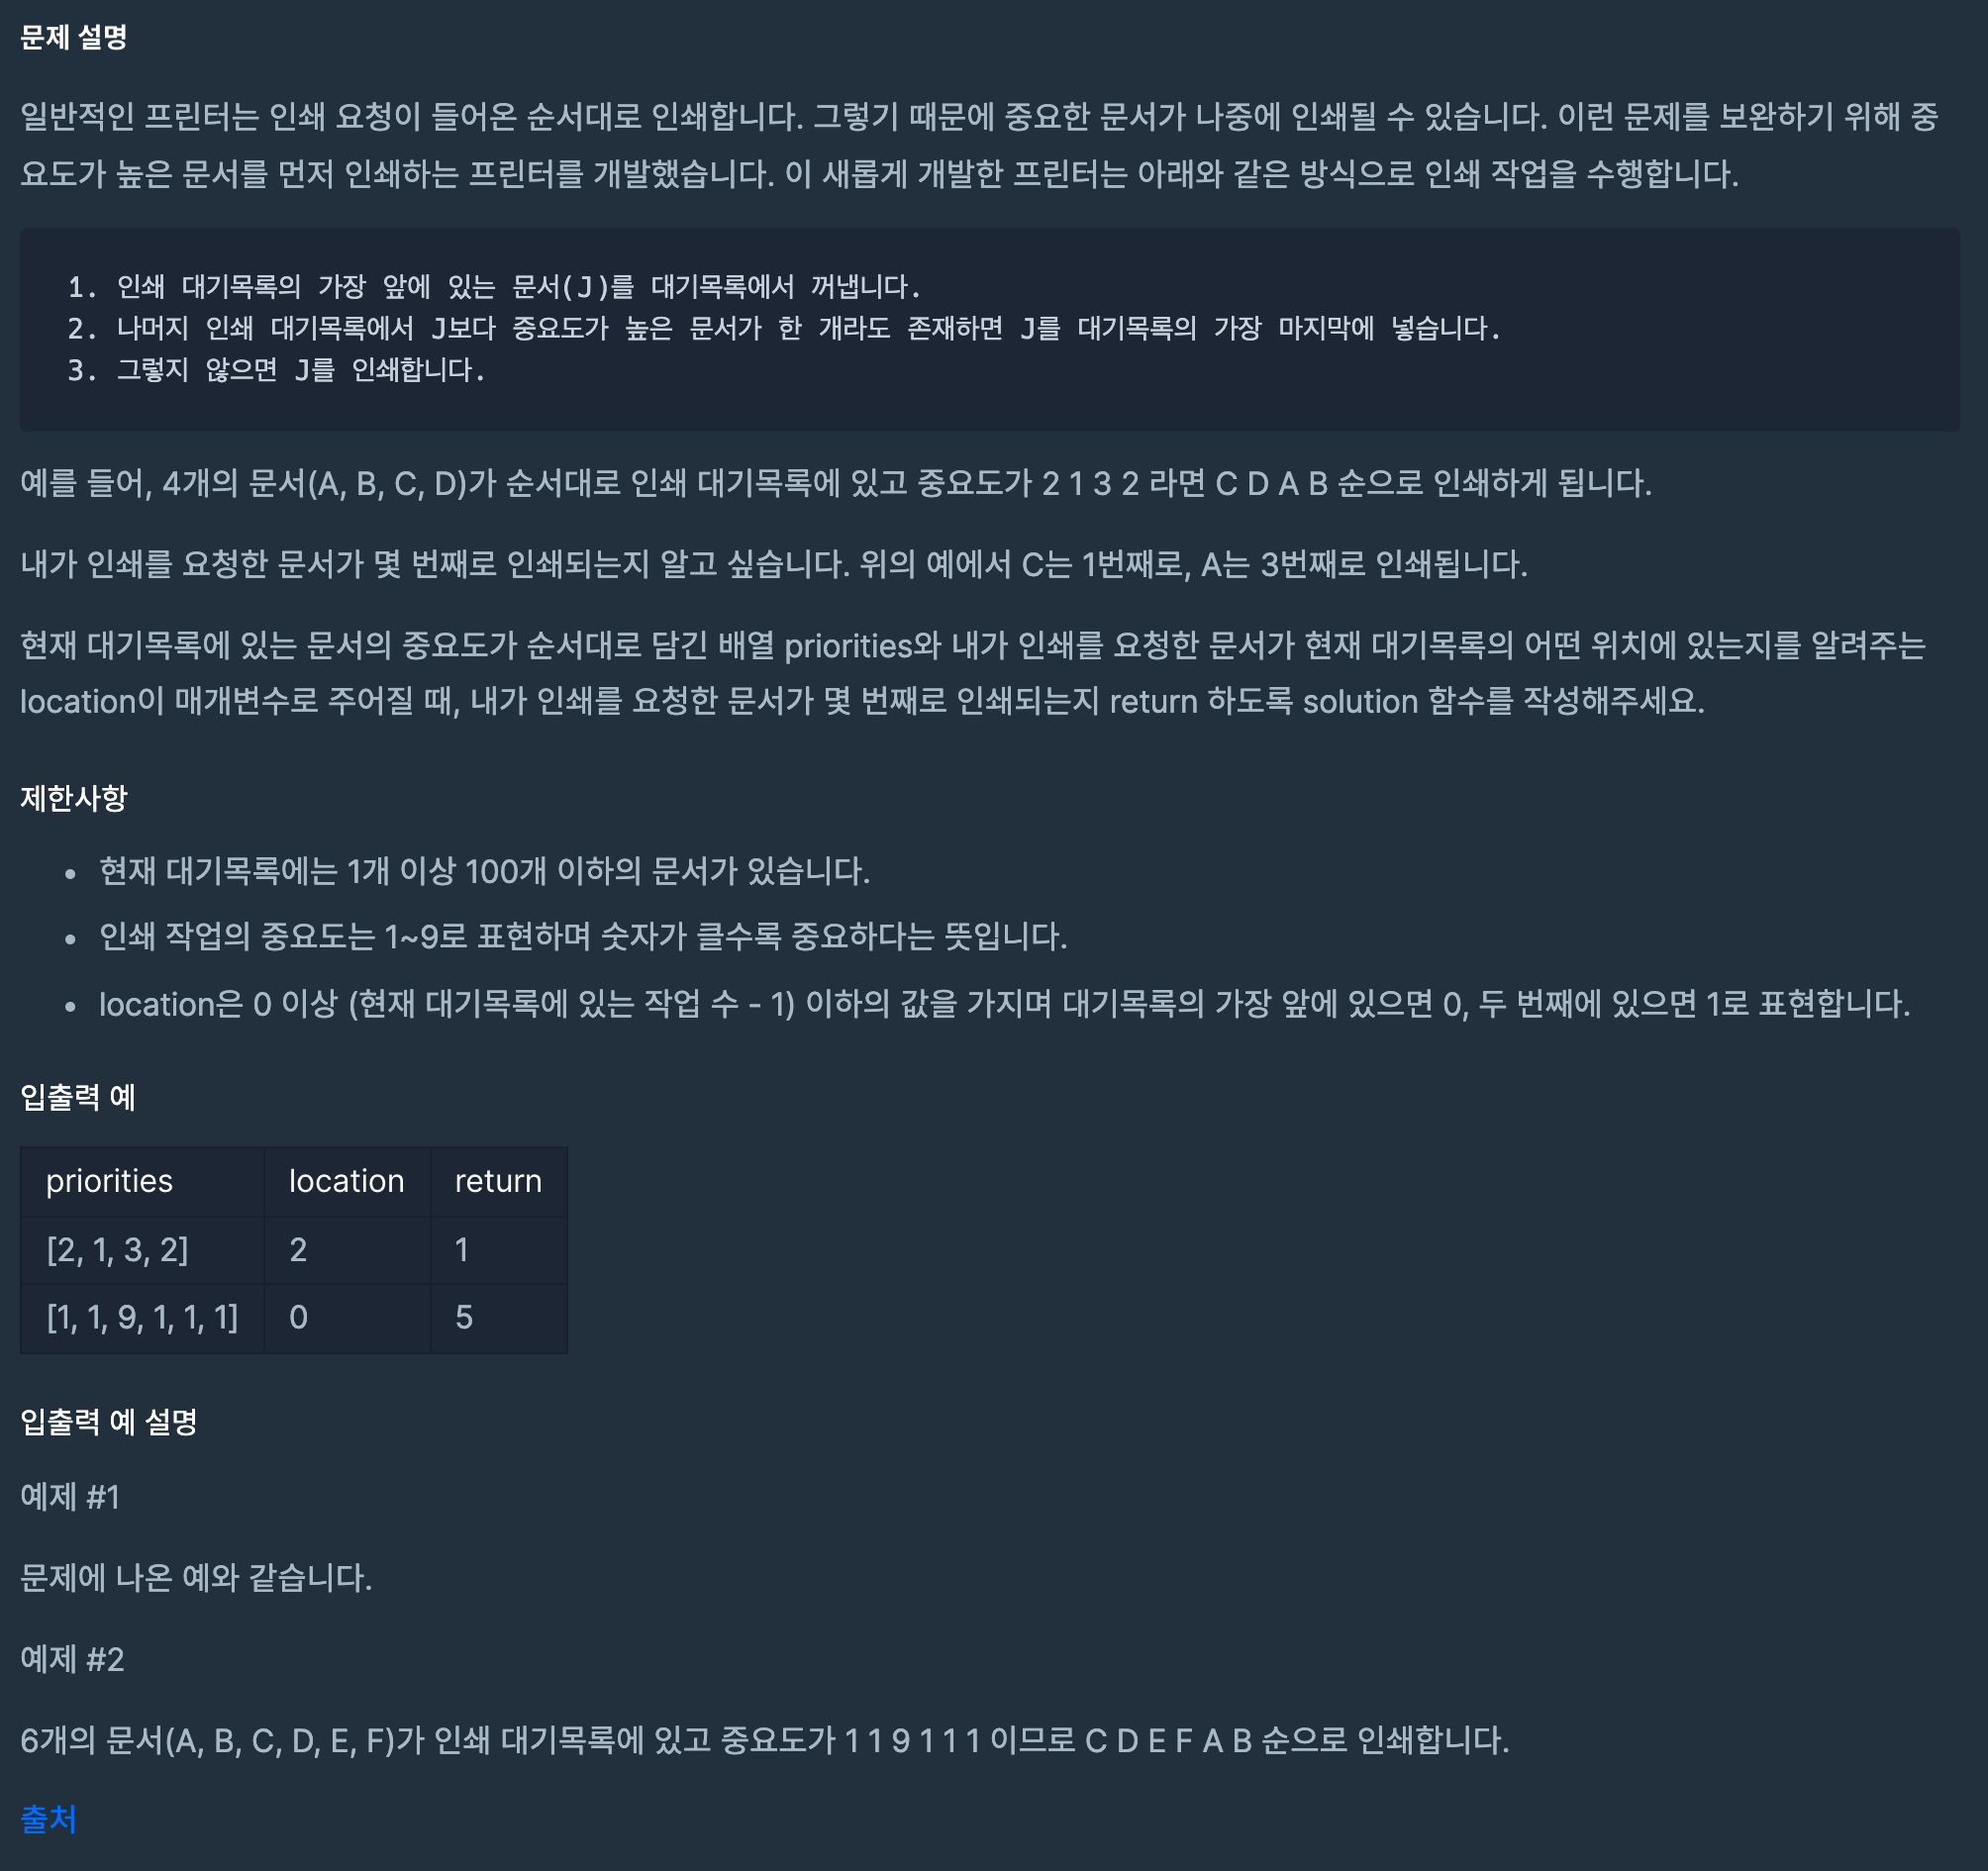 문제 설명
일반적인 프린터는 인쇄 요청이 들어온 순서대로 인쇄합니다. 그렇기 때문에 중요한 문서가 나중에 인쇄될 수 있습니다. 이런 문제를 보완하기 위해 중
요도가 높은 문서를 먼저 인쇄하는 프린터를 개발했습니다. 이 새롭게 개발한 프린터는 아래와 같은 방식으로 인쇄 작업을 수행합니다.
1. 인쇄 대기목록의 가장 앞에 있는 문서(J)를 대기목록에서 꺼냅니다.
2. 나머지 인쇄 대기목록에서 J보다 중요도가 높은 문서가 한 개라도 존재하면 J를 대기목록의 가장 마지막에 넣습니다.
3. 그렇지 않으면 J를 인쇄합니다.
예를 들어, 4개의 문서(A, B, C, D)가 순서대로 인쇄 대기목록에 있고 중요도가 2 1 3 2 라면 C D A B 순으로 인쇄하게 됩니다.
내가 인쇄를 요청한 문서가 몇 번째로 인쇄되는지 알고 싶습니다. 위의 예에서 C는 1번째로, A는 3번째로 인쇄됩니다.
현재 대기목록에 있는 문서의 중요도가 순서대로 담긴 배열 priorities와 내가 인쇄를 요청한 문서가 현재 대기목록의 어떤 위치에 있는지를 알려주는
location이 매개변수로 주어질 때, 내가 인쇄를 요청한 문서가 몇 번째로 인쇄되는지 return 하도록 solution 함수를 작성해주세요.
제한사항
• 현재 대기목록에는 1개 이상 100개 이하의 문서가 있습니다.
• 인쇄 작업의 중요도는 1~9로 표현하며 숫자가 클수록 중요하다는 뜻입니다.
• location은 0 이상 (현재 대기목록에 있는 작업 수 - 1) 이하의 값을 가지며 대기목록의 가장 앞에 있으면 0, 두 번째에 있으면 1로 표현합니다.
입출력 예
priorities location return
[2, 1, 3, 2] 2 1
[1, 1, 9, 1, 1, 1] 0 5
입출력 예 설명
예제 #1
문제에 나온 예와 같습니다.
예제 #2
6개의 문서(A, B, C, D, E, F)가 인쇄 대기목록에 있고 중요도가 1 1 9 1 1 1 이므로 C D E F A B 순으로 인쇄합니다.
출처